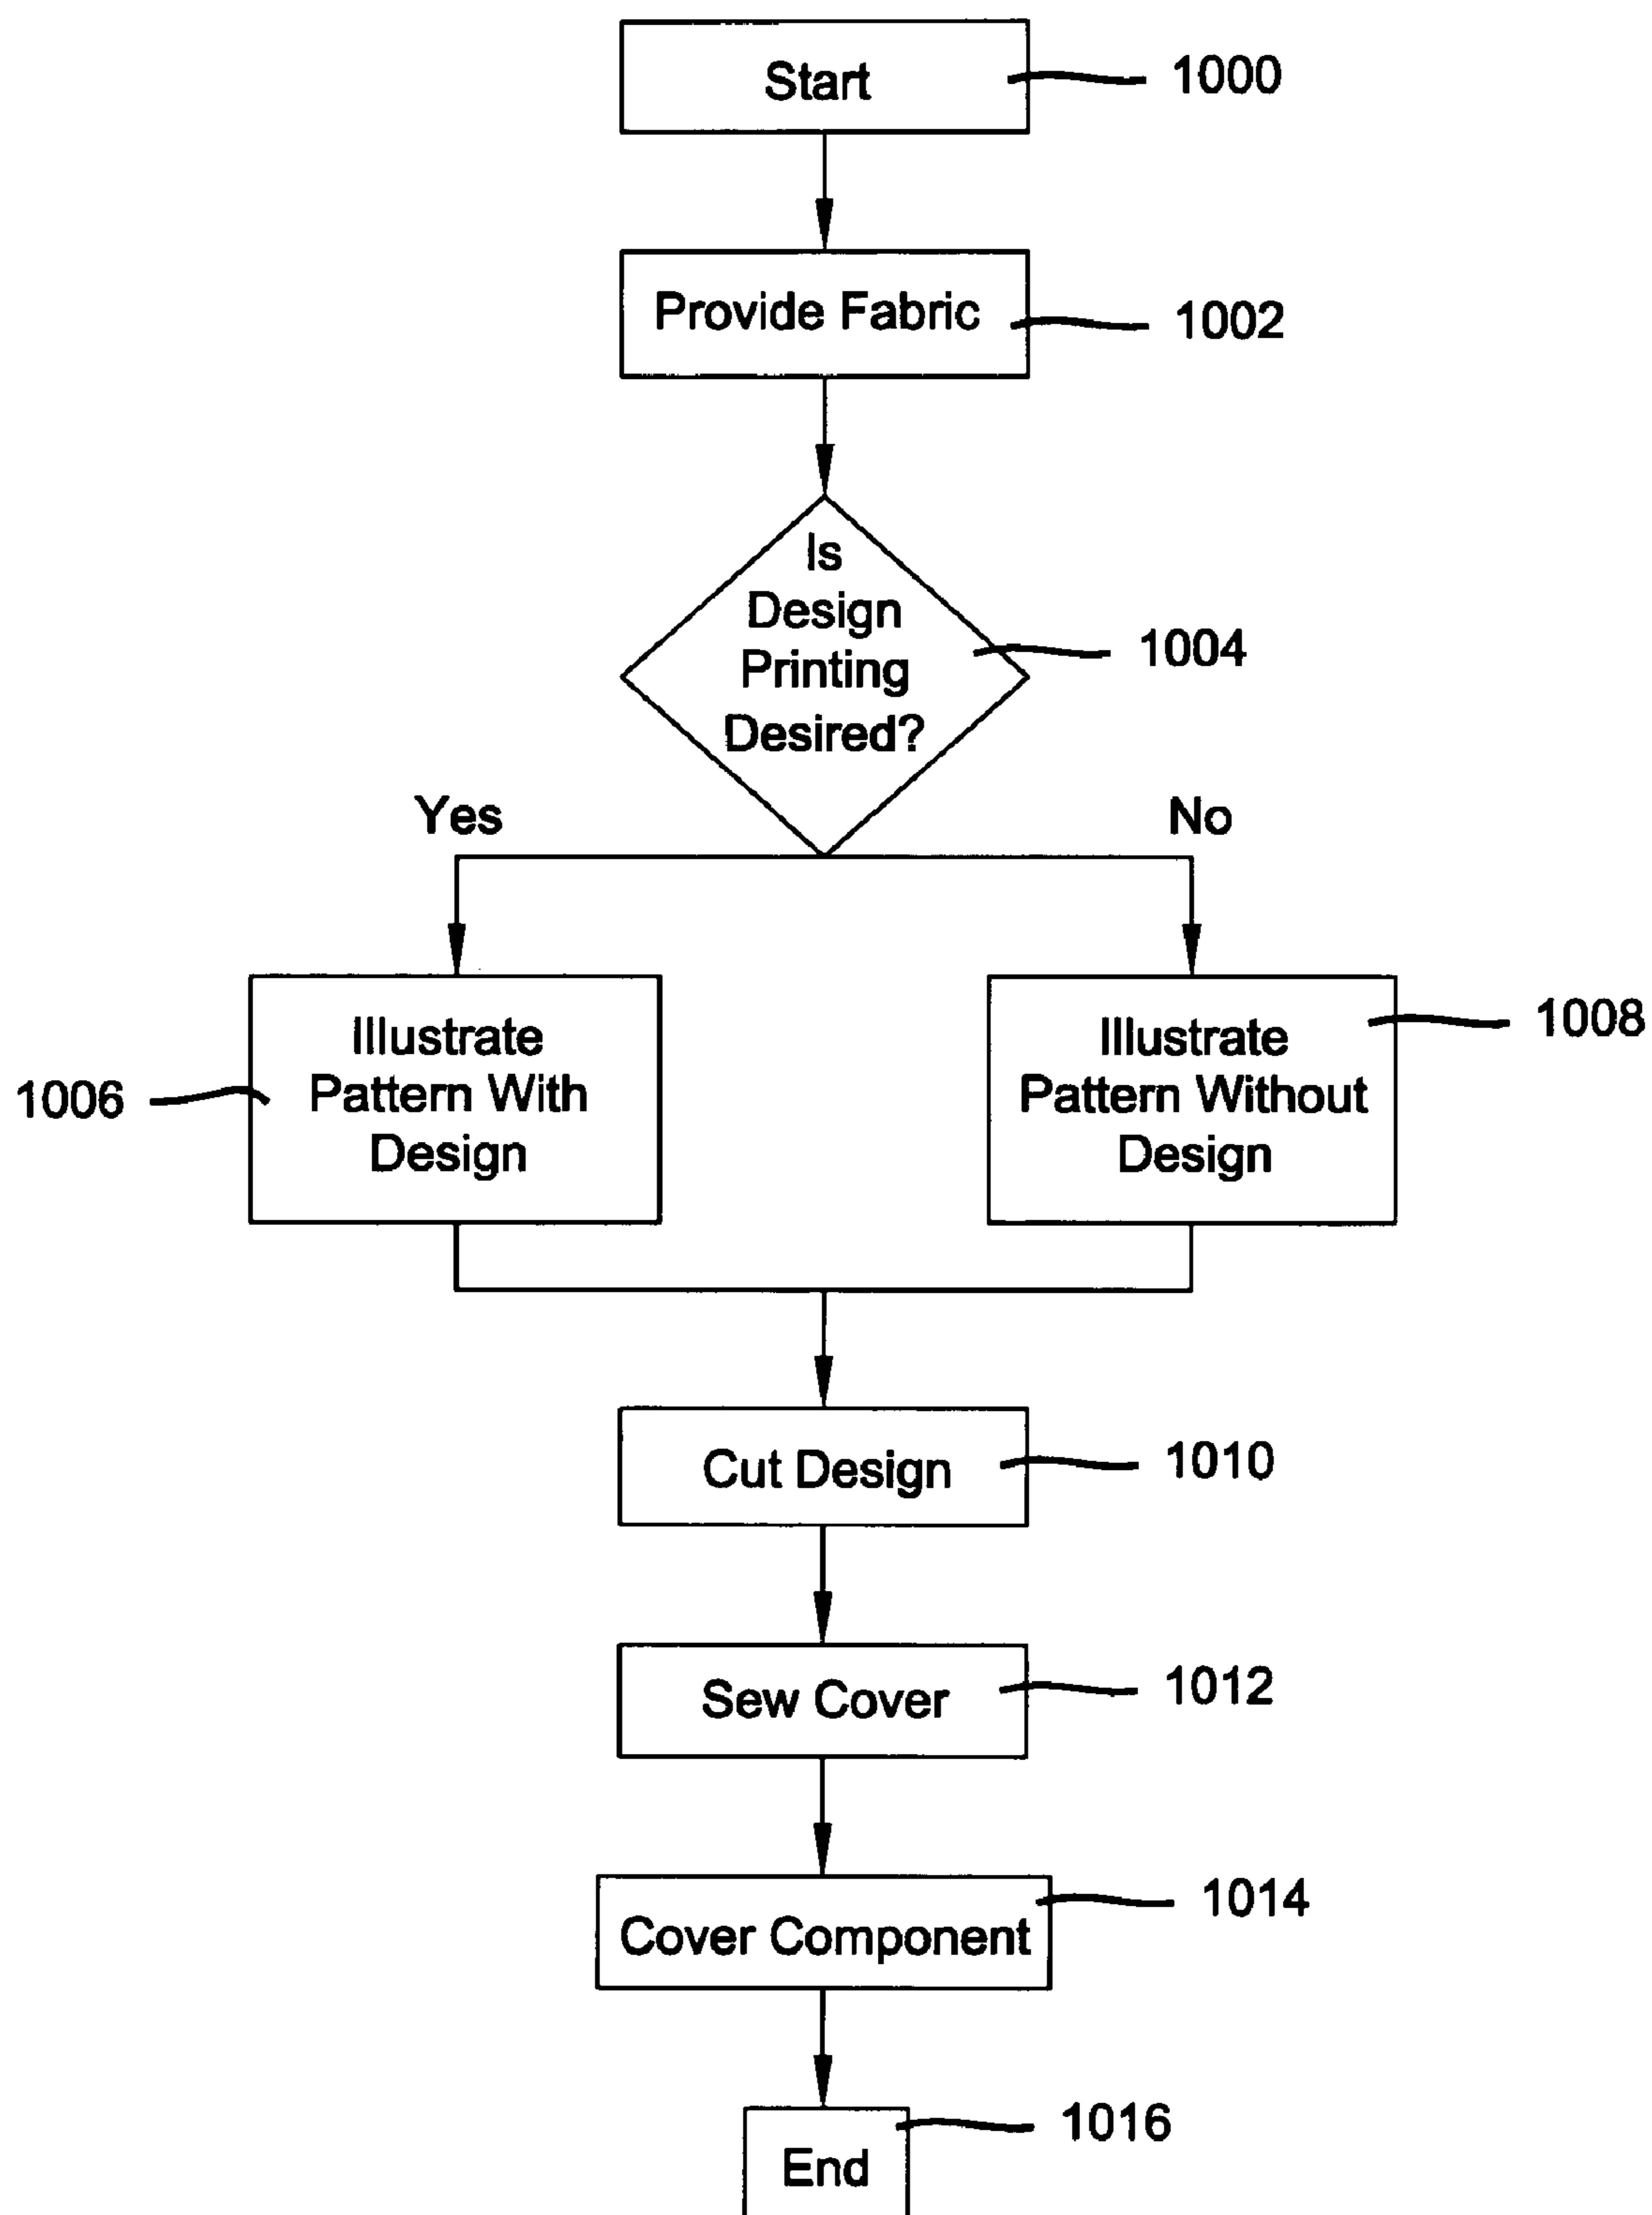 Start
1000
Provide Fabric
1002
Is
Design
Printing
Desired?
1004
Yes
No
Illustrate
Pattern With
Design
1006
Illustrate
Pattern Without
Design
1008
Cut Design
1010
Sew Cover
1012
Cover Component
1014
End
1016